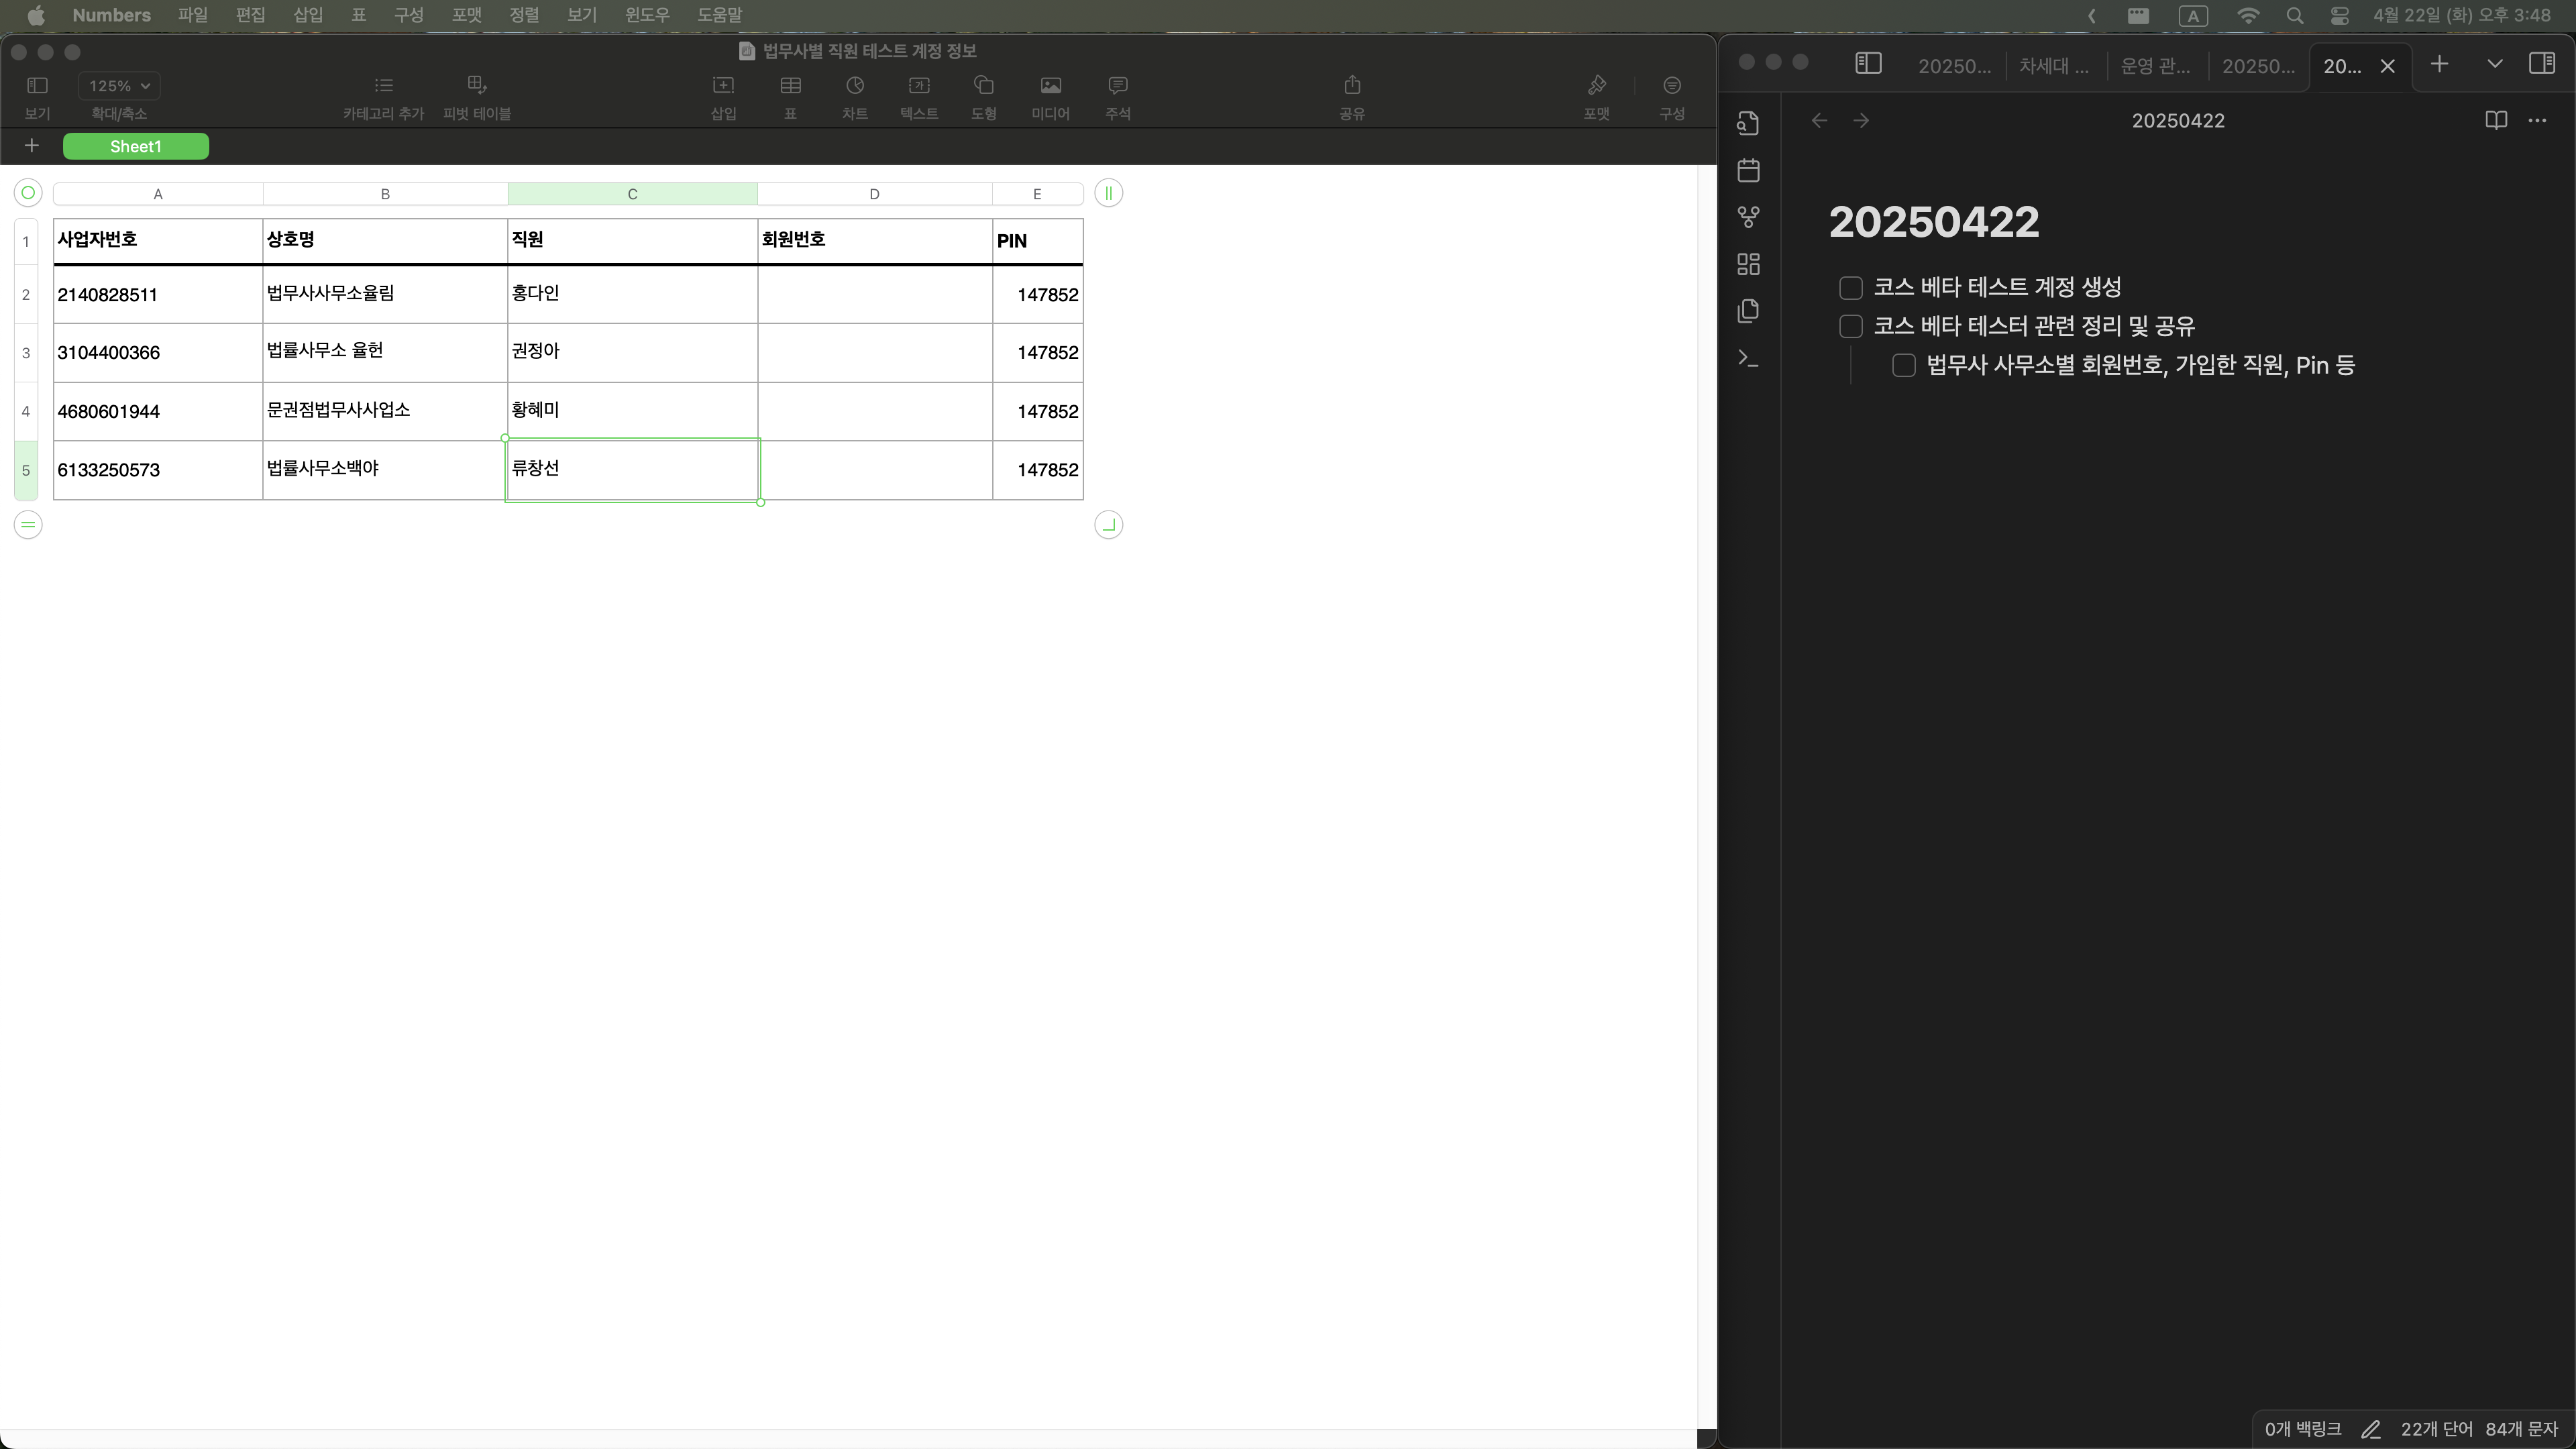 Numbers 파일 편집 삽입 표 구성 포맷 정렬 보기 윈도우 도움말
A 4월 22일 (화) 오후 3:48
법무사별 직원 테스트 계정 정보
125%
보기 확대/축소 카테고리 추가 피벗 테이블 삽입 표 차트 텍스트 도형 미디어 주석 공유 포맷 구성
Sheet1
A B C D E
1 사업자번호 상호명 직원 회원번호 PIN
2 2140828511 법무사사무소율림 홍다인 147852
3 3104400366 법률사무소 율헌 권정아 147852
4 4680601944 문권점법무사사업소 황혜미 147852
5 6133250573 법률사무소백야 류창선 147852
20250... 차세대 ... 운영 관... 20250... 20...
20250422
20250422
코스 베타 테스트 계정 생성
코스 베타 테스터 관련 정리 및 공유
법무사 사무소별 회원번호, 가입한 직원, Pin 등
0개 백링크 22개 단어 84개 문자